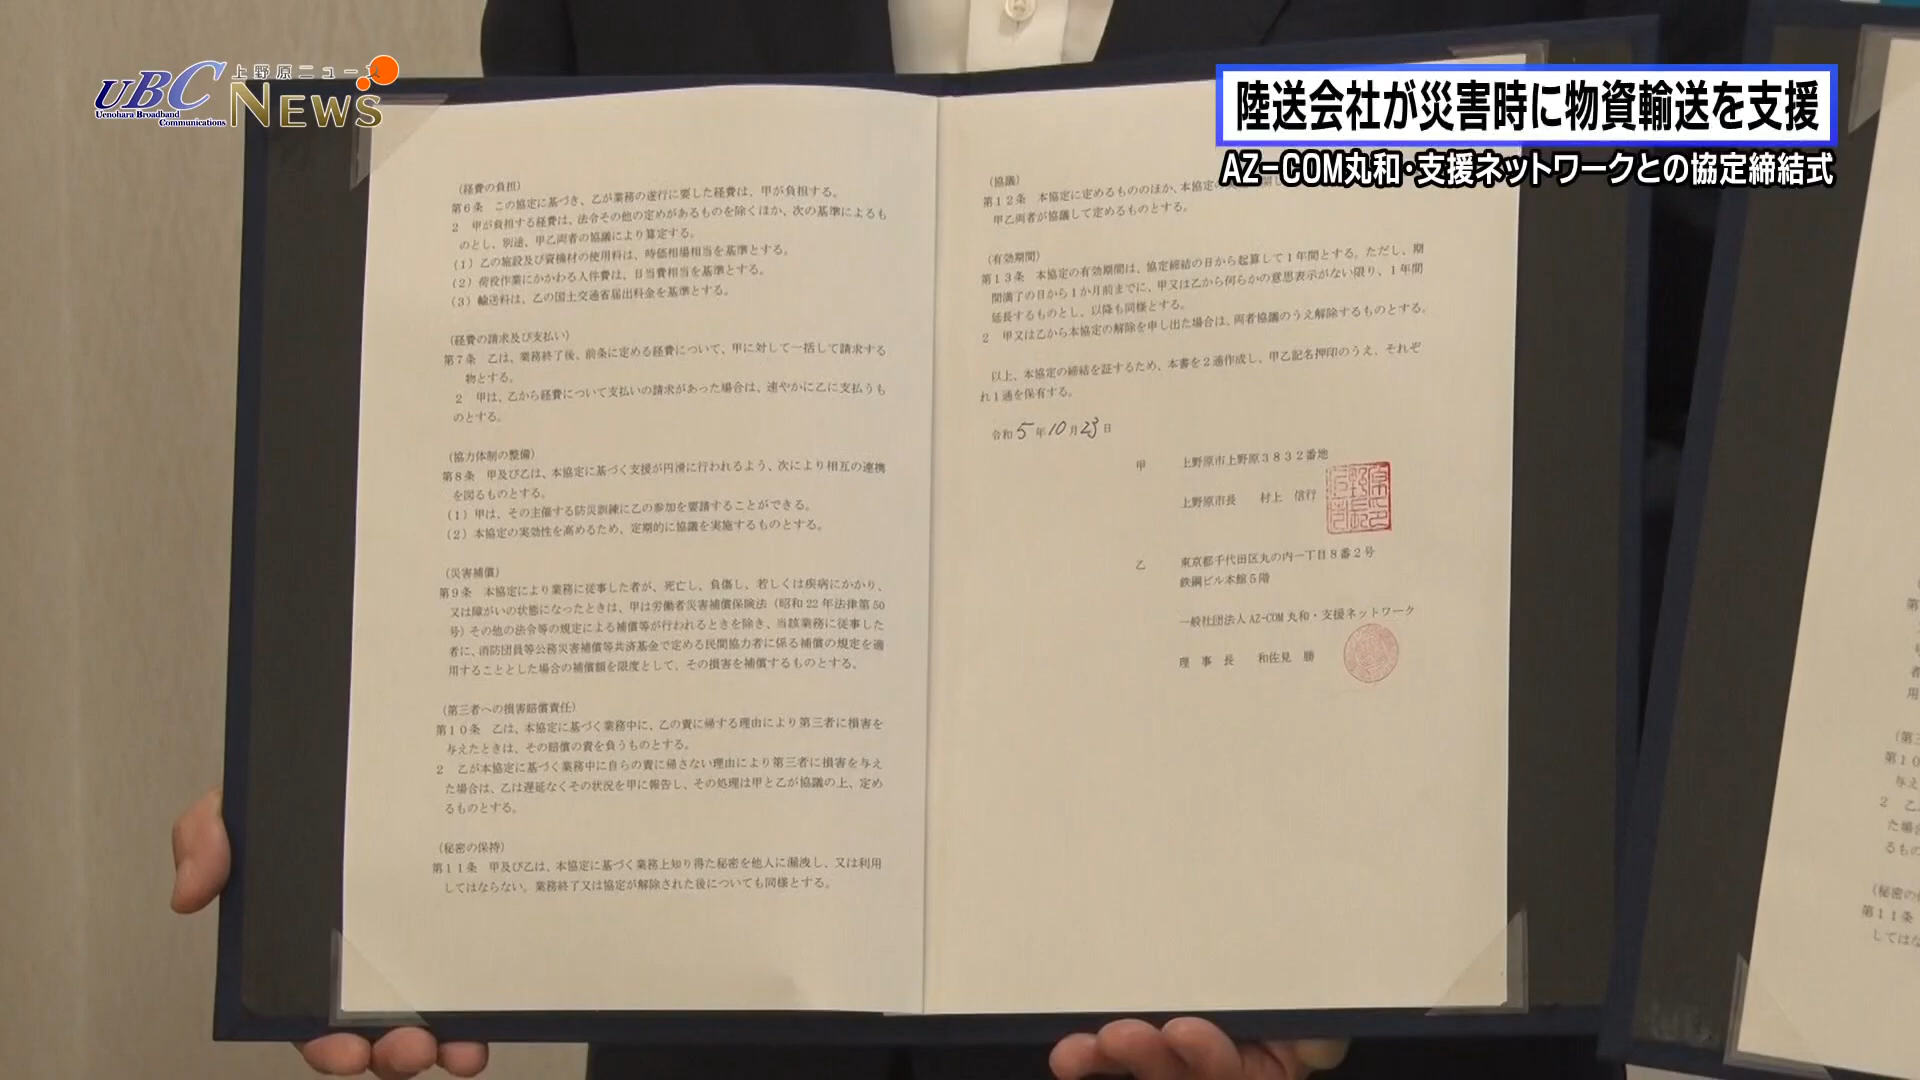 上野原ニュース
UBC NEWS
Uenohara Broadband
Communications
陸送会社が災害時に物資輸送を支援
AZ-COM丸和・支援ネットワークとの協定締結式
（経費の負担）
第６条　この協定に基づき、乙が業務の遂行に要した経費は、甲が負担する。
２　甲が負担する経費は、法令その他の定めがあるものを除くほか、次の基準によるも
のとし、別途、甲乙両者の協議により算定する。
（１）乙の施設及び資機材の使用料は、時価相場相当を基準とする。
（２）荷役作業にかかわる人件費は、日当費相当を基準とする。
（３）輸送料は、乙の国土交通省届出料金を基準とする。
（経費の請求及び支払い）
第７条　乙は、業務終了後、前条に定める経費について、甲に対して一括して請求する
物とする。
２　甲は、乙から経費について支払いの請求があった場合は、速やかに乙に支払うも
のとする。
（協力体制の整備）
第８条　甲及び乙は、本協定に基づく支援が円滑に行われるよう、次により相互の連携
を図るものとする。
（１）甲は、その主催する防災訓練に乙の参加を要請することができる。
（２）本協定の実効性を高めるため、定期的に協議を実施するものとする。
（災害補償）
第９条　本協定により業務に従事した者が、死亡し、負傷し、若しくは疾病にかかり、
又は障がいの状態になったときは、甲は労働者災害補償保険法（昭和22年法律第50
号）その他の法令等の規定による補償等が行われるときを除き、当該業務に従事した
者に、消防団員等公務災害補償等共済基金で定める民間協力者に係る補償の規定を適
用することとした場合の補償額を限度として、その損害を補償するものとする。
（第三者への損害賠償責任）
第１０条　乙は、本協定に基づく業務中に、乙の責に帰する理由により第三者に損害を
与えたときは、その賠償の責を負うものとする。
２　乙が本協定に基づく業務中に自らの責に帰さない理由により第三者に損害を与え
た場合は、乙は遅延なくその状況を甲に報告し、その処理は甲と乙が協議の上、定め
るものとする。
（秘密の保持）
第１１条　甲及び乙は、本協定に基づく業務上知り得た秘密を他人に漏洩し、又は利用
してはならない。業務終了又は協定が解除された後についても同様とする。
（協議）
第１２条　本協定に定めるもののほか、本協定の
甲乙両者が協議して定めるものとする。
（有効期間）
第１３条　本協定の有効期間は、協定締結の日から起算して１年間とする。ただし、期
間満了の日から１か月前までに、甲又は乙から何らかの意思表示がない限り、１年間
延長するものとし、以降も同様とする。
２　甲又は乙から本協定の解除を申し出た場合は、両者協議のうえ解除するものとする。
以上、本協定の締結を証するため、本書を２通作成し、甲乙記名押印のうえ、それぞ
れ１通を保有する。
令和5年10月23日
甲　上野原市上野原３８３２番地
上野原市長　村上　信行
乙　東京都千代田区丸の内一丁目８番２号
鉄鋼ビル本館５階
一般社団法人AZ-COM丸和・支援ネットワーク
理事長　和佐見　勝
第１０
与え
２　乙
た場合
るもの
（秘密の
第１１条
してはな